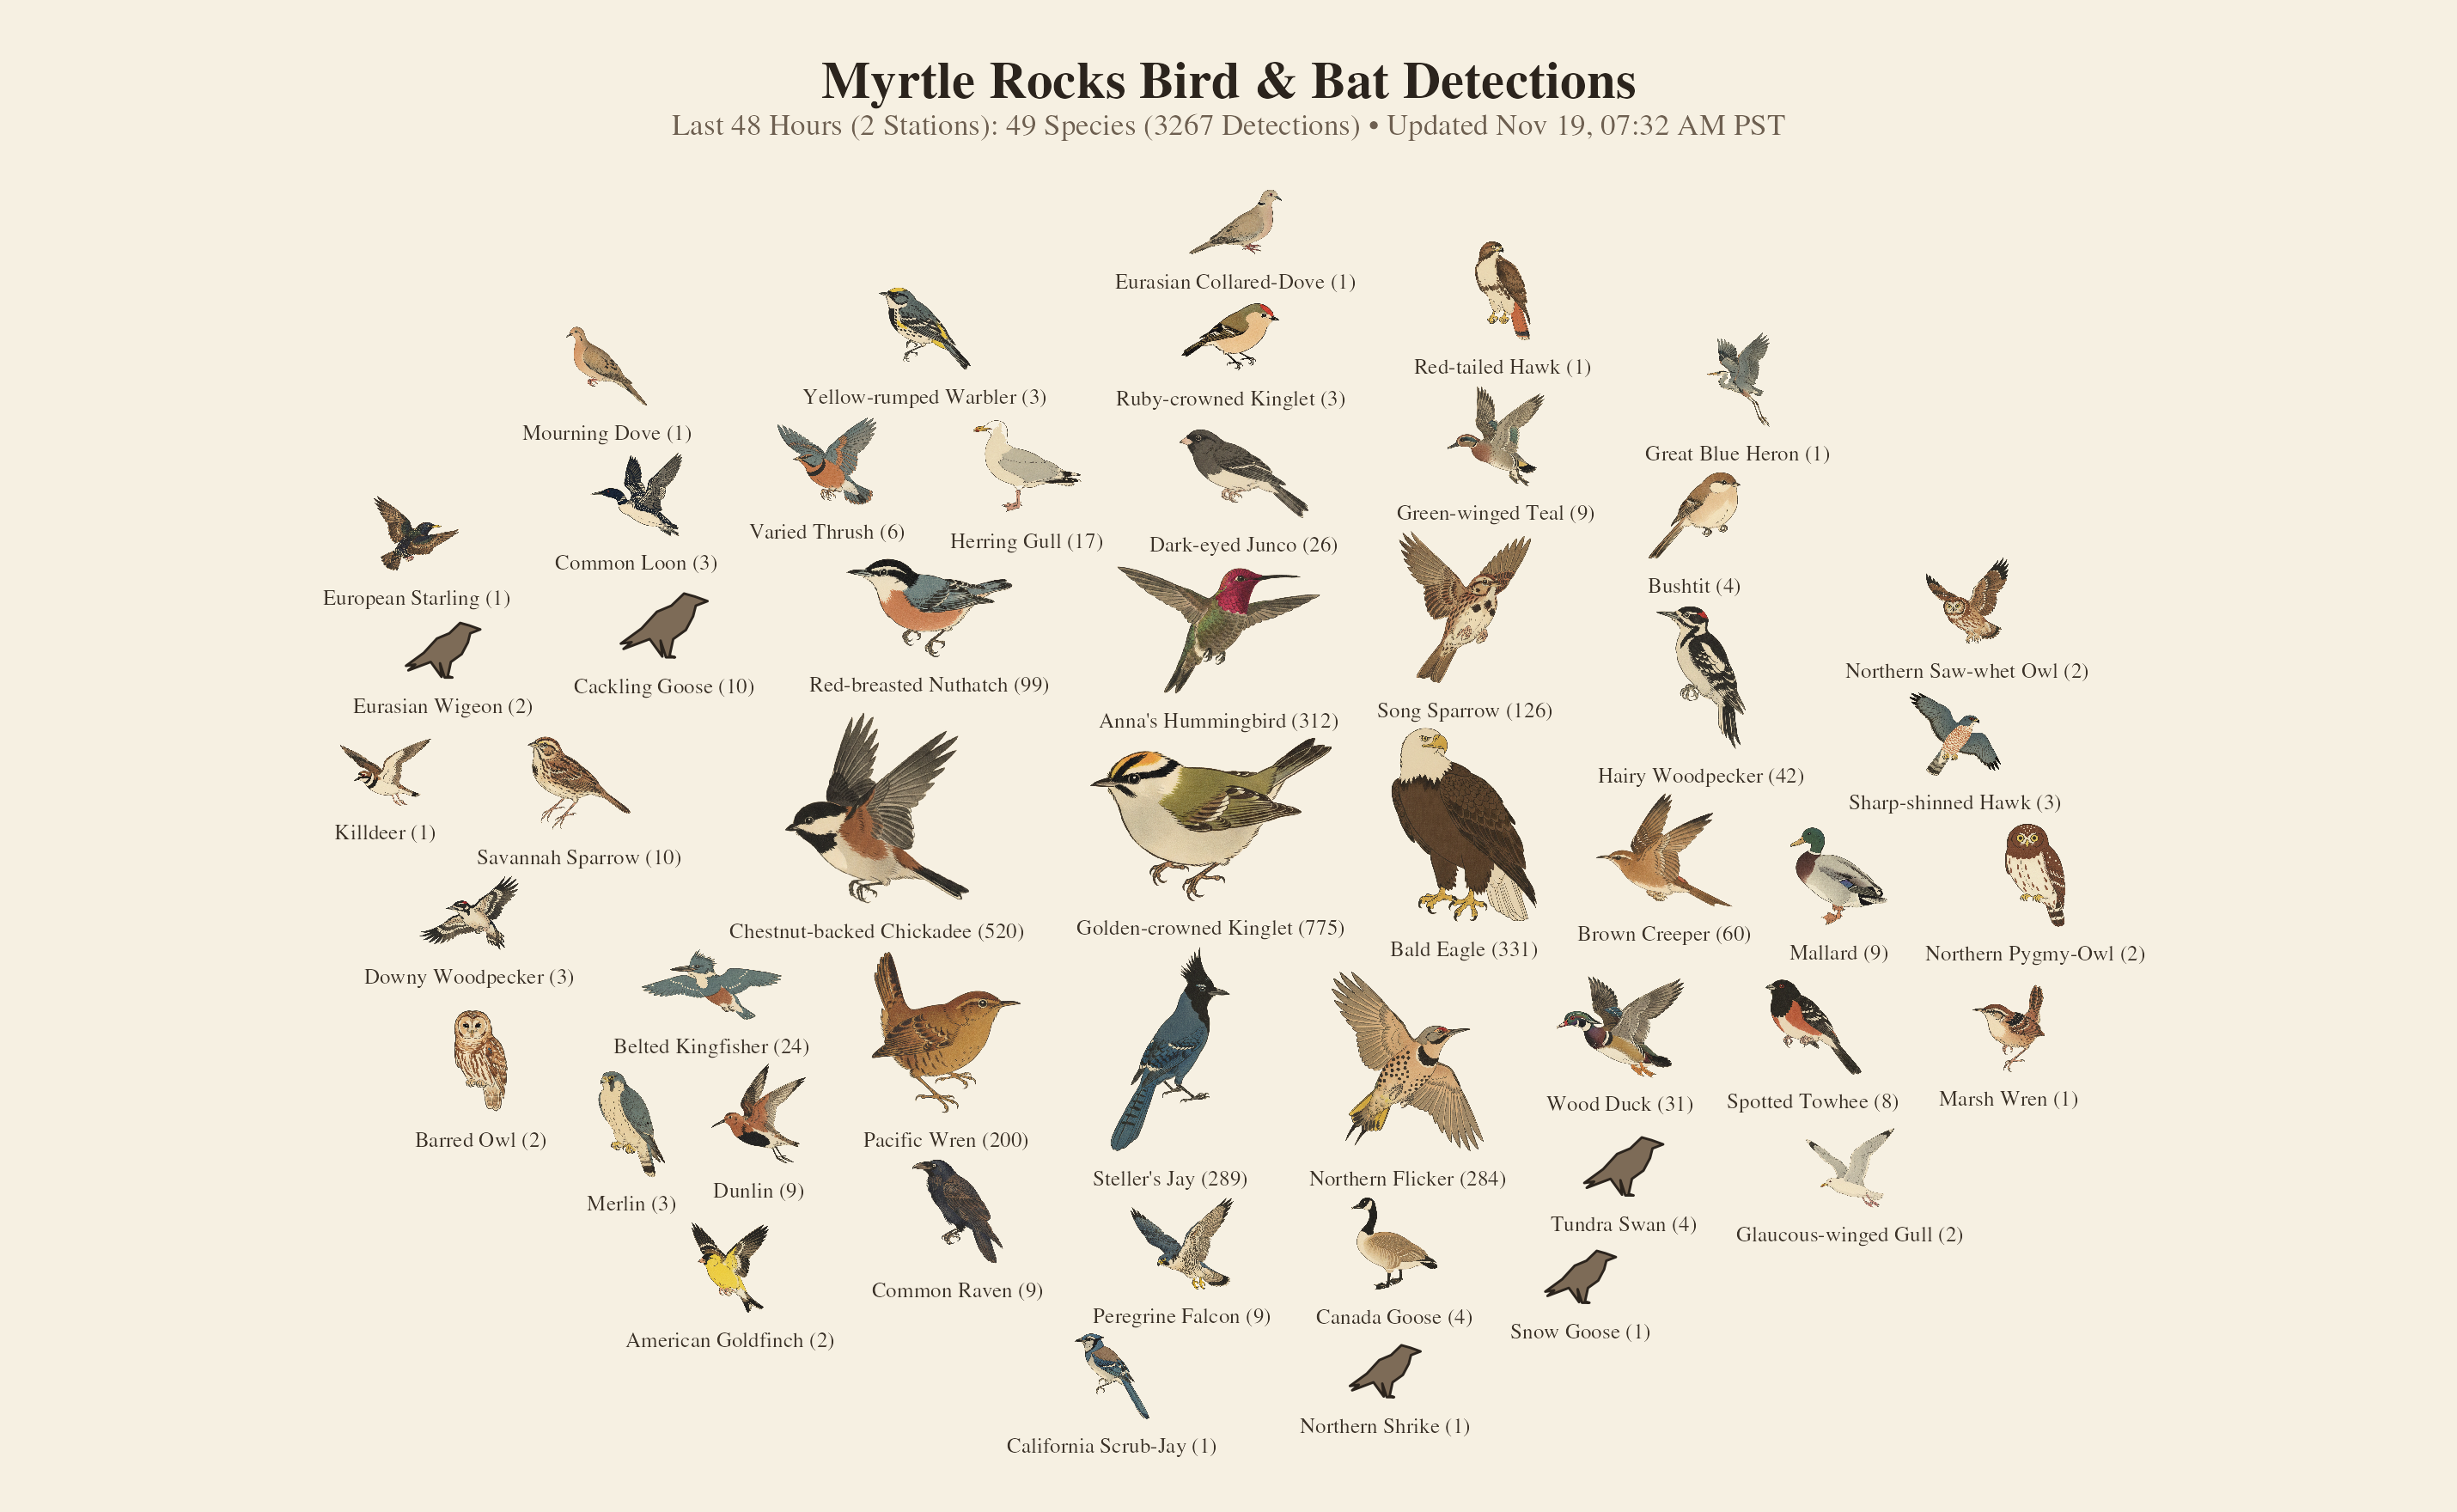 Myrtle Rocks Bird & Bat Detections
Last 48 Hours (2 Stations): 49 Species (3267 Detections) • Updated Nov 19, 07:32 AM PST
Eurasian Collared-Dove (1)
Red-tailed Hawk (1)
Yellow-rumped Warbler (3)
Ruby-crowned Kinglet (3)
Mourning Dove (1)
Great Blue Heron (1)
Green-winged Teal (9)
Varied Thrush (6)
Herring Gull (17)
Dark-eyed Junco (26)
Common Loon (3)
Bushtit (4)
European Starling (1)
Northern Saw-whet Owl (2)
Red-breasted Nuthatch (99)
Cackling Goose (10)
Eurasian Wigeon (2)
Song Sparrow (126)
Anna's Hummingbird (312)
Hairy Woodpecker (42)
Sharp-shinned Hawk (3)
Killdeer (1)
Savannah Sparrow (10)
Chestnut-backed Chickadee (520)
Golden-crowned Kinglet (775)
Brown Creeper (60)
Bald Eagle (331)
Mallard (9)
Northern Pygmy-Owl (2)
Downy Woodpecker (3)
Belted Kingfisher (24)
Marsh Wren (1)
Spotted Towhee (8)
Wood Duck (31)
Barred Owl (2)
Pacific Wren (200)
Steller's Jay (289)
Northern Flicker (284)
Dunlin (9)
Merlin (3)
Tundra Swan (4)
Glaucous-winged Gull (2)
Common Raven (9)
Peregrine Falcon (9)
Canada Goose (4)
Snow Goose (1)
American Goldfinch (2)
Northern Shrike (1)
California Scrub-Jay (1)